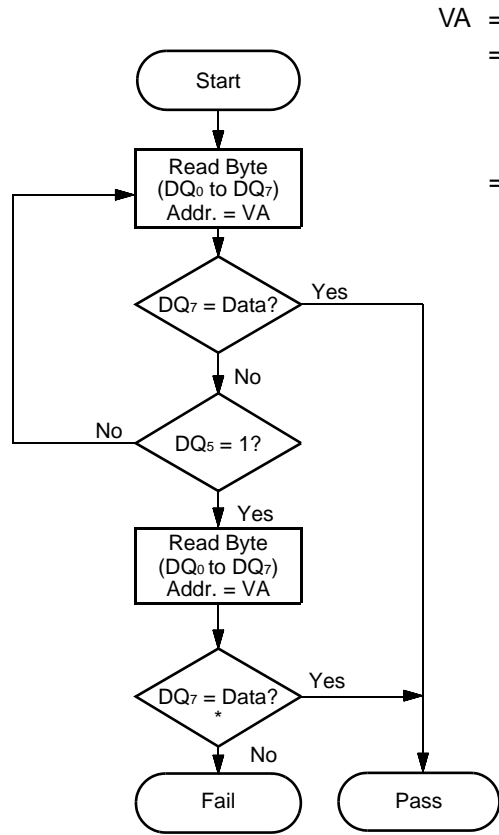 VA =
=
=
Start
Read Byte
(DQ0 to DQ7)
Addr. = VA
DQ7 = Data?
Yes
No
DQ5 = 1?
No
Yes
Read Byte
(DQ0 to DQ7)
Addr. = VA
DQ7 = Data?
*
Yes
No
Fail
Pass